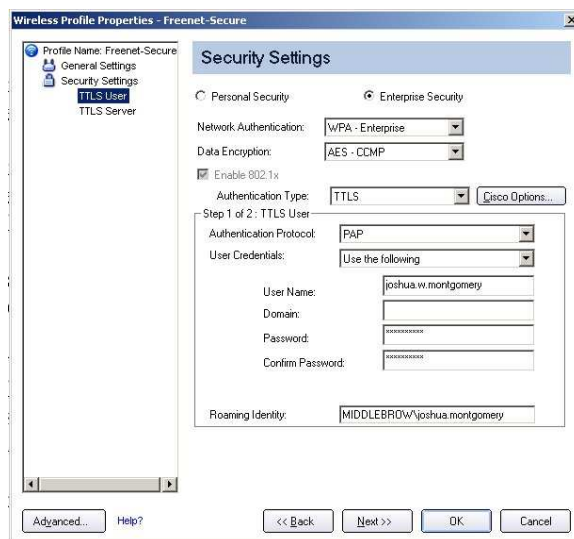 Wireless Profile Properties - Freenet-Secure
Profile Name: Freenet-Secure
General Settings
Security Settings
TTLS User
TTLS Server
Security Settings
Personal Security
Enterprise Security
Network Authentication:
WPA - Enterprise
Data Encryption:
AES - CCMP
Enable 802.1x
Authentication Type:
TTLS
Cisco Options...
Step 1 of 2 : TTLS User
Authentication Protocol:
PAP
User Credentials:
Use the following
User Name:
joshua.w.montgomery
Domain:
Password:
×××××××××
Confirm Password:
×××××××××
Roaming Identity:
MIDDLEBROW\joshua.montgomery
Advanced...
Help?
<< Back
Next >>
OK
Cancel